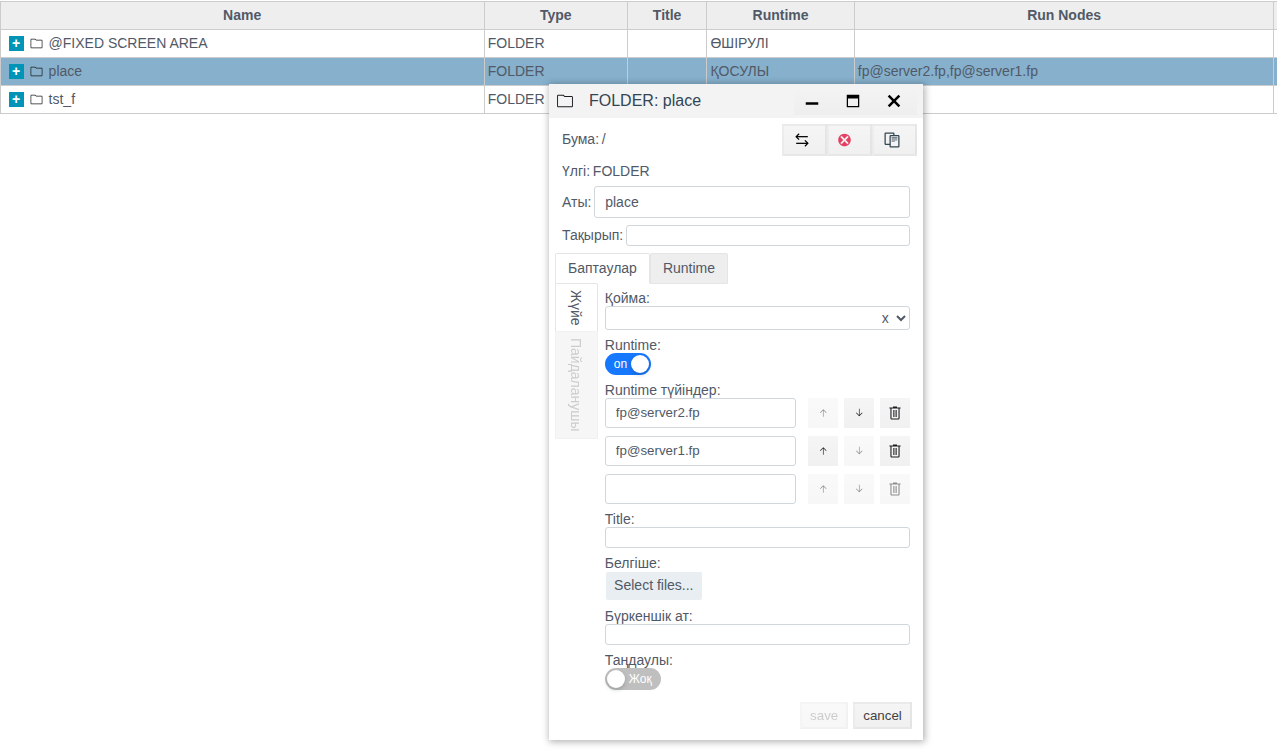 Name Type Title Runtime Run Nodes
@FIXED SCREEN AREA FOLDER ӨШІРУЛІ
place FOLDER ҚОСУЛЫ fp@server2.fp,fp@server1.fp
tst_f FOLDER
FOLDER: place
Бума: /
Үлгі: FOLDER
Аты: place
Тақырып:
Баптаулар Runtime
Жүйе
Пайдаланушы
Қойма:
x
Runtime:
on
Runtime түйіндер:
fp@server2.fp
fp@server1.fp
Title:
Белгіше:
Select files...
Бүркеншік ат:
Таңдаулы:
Жоқ
save cancel